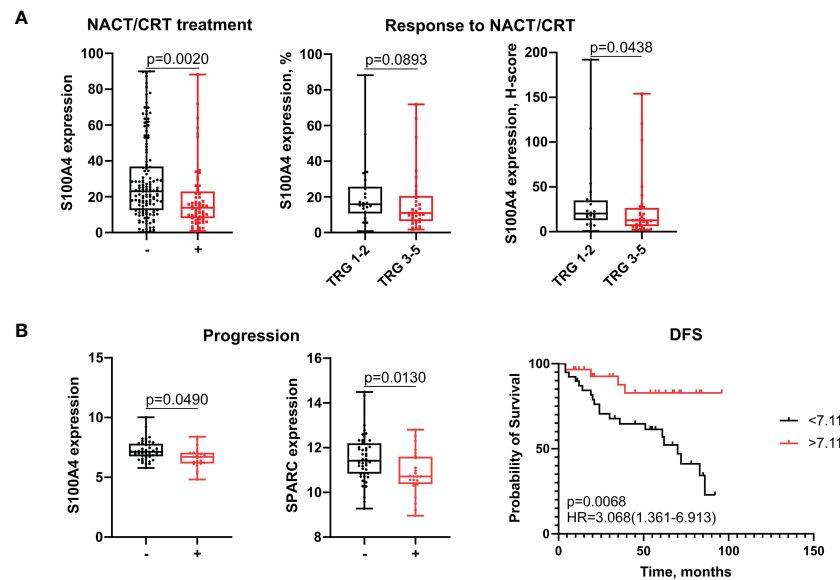 A
NACT/CRT treatment
Response to NACT/CRT
p=0.0020
p=0.0893
p=0.0438
S100A4 expression
100
80
60
40
20
0
-
+
S100A4 expression, %
100
80
60
40
20
0
TRG 1-2
TRG 3-5
S100A4 expression, H-score
200
150
100
50
0
TRG 1-2
TRG 3-5
B
Progression
DFS
p=0.0490
S100A4 expression
15
10
5
0
-
+
p=0.0130
SPARC expression
16
14
12
10
8
-
+
Probability of Survival
100
50
0
<7.11
>7.11
p=0.0068
HR=3.068(1.361-6.913)
0
50
100
150
Time, months